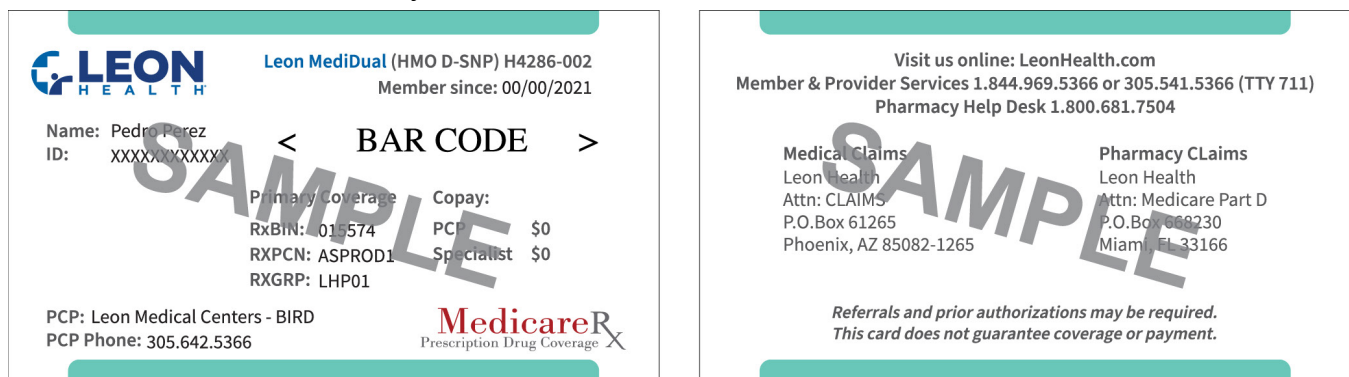 LEON
HEALTH
Leon MediDual (HMO D-SNP) H4286-002
Member since: 00/00/2021
Name: Pedro Perez
ID: XXXXXXXXXXXX
< BAR CODE >
SAMPLE
Primary Coverage Copay:
RxBIN: 015574 PCP $0
RXPCN: ASPROD1 Specialist $0
RXGRP: LHP01
PCP: Leon Medical Centers - BIRD
PCP Phone: 305.642.5366
MedicareRx
Prescription Drug Coverage
Visit us online: LeonHealth.com
Member & Provider Services 1.844.969.5366 or 305.541.5366 (TTY 711)
Pharmacy Help Desk 1.800.681.7504
SAMPLE
Medical Claims
Leon Health
Attn: CLAIMS
P.O.Box 61265
Phoenix, AZ 85082-1265
Pharmacy CLaims
Leon Health
Attn: Medicare Part D
P.O.Box 668230
Miami, FL 33166
Referrals and prior authorizations may be required.
This card does not guarantee coverage or payment.